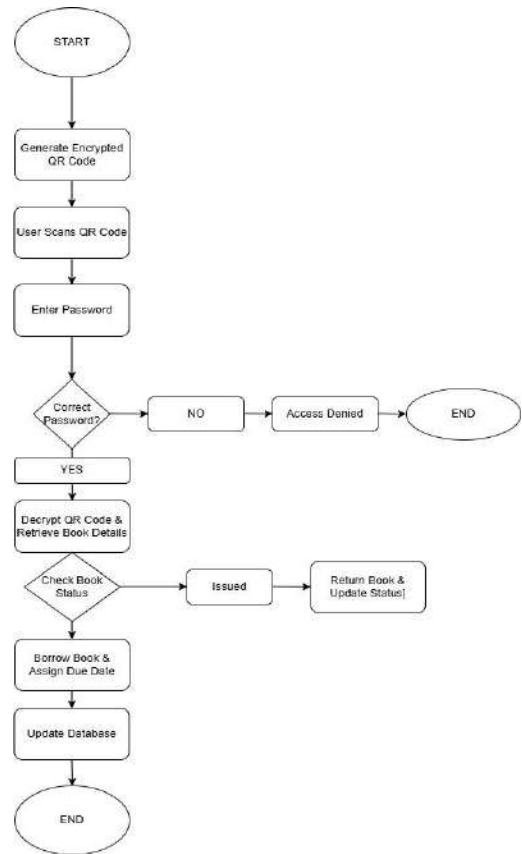 START
Generate Encrypted
QR Code
User Scans QR Code
Enter Password
Correct
Password?
NO
Access Denied
END
YES
Decrypt QR Code &
Retrieve Book Details
Check Book
Status
Issued
Return Book &
Update Status]
Borrow Book &
Assign Due Date
Update Database
END